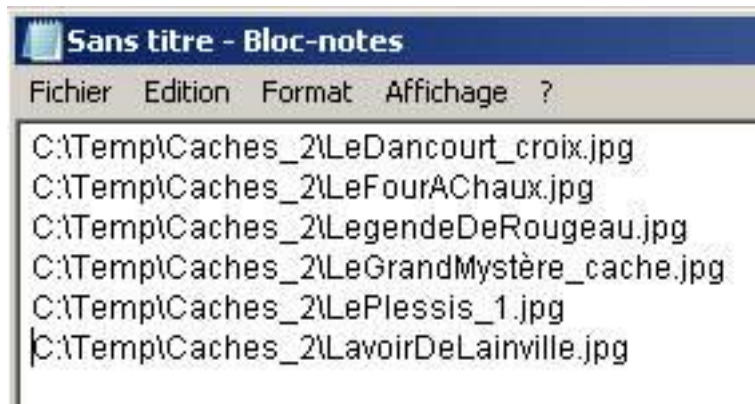 Sans titre - Bloc-notes
Fichier Edition Format Affichage ?
C:\Temp\Caches_2\LeDancourt_croix.jpg
C:\Temp\Caches_2\LeFourAChaux.jpg
C:\Temp\Caches_2\LegendeDeRougeau.jpg
C:\Temp\Caches_2\LeGrandMystère_cache.jpg
C:\Temp\Caches_2\LePlessis_1.jpg
C:\Temp\Caches_2\LavoirDeLainville.jpg